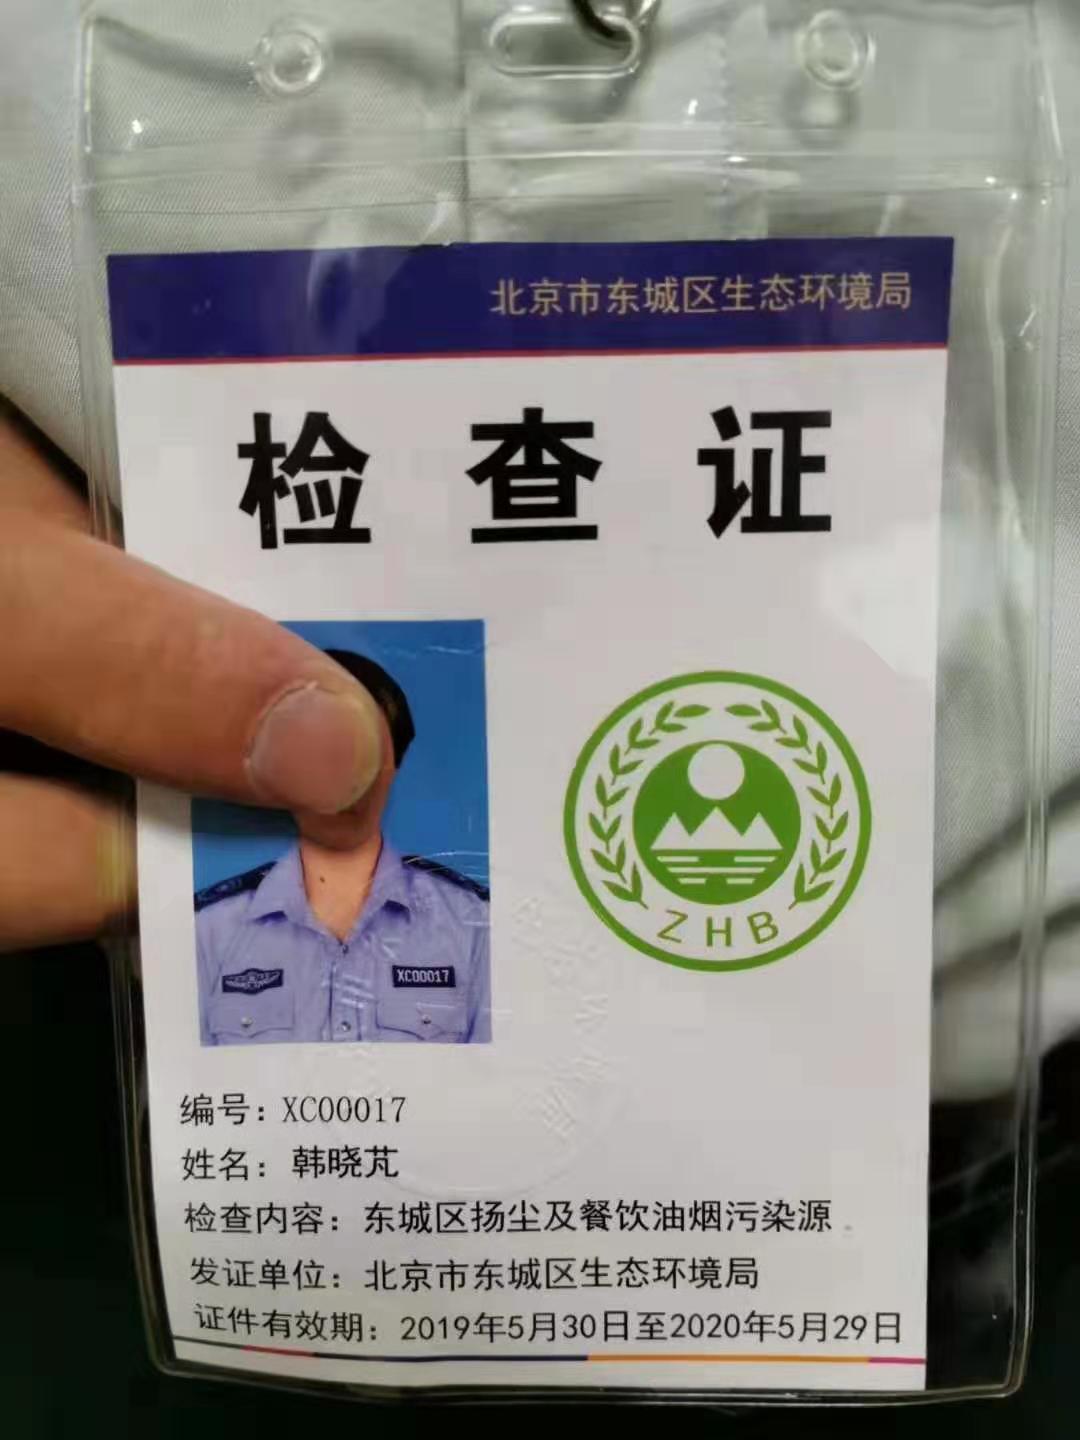 北京市东城区生态环境局
检查证
ZHB
XC00017
编号：XC00017
姓名：韩晓芃
检查内容：东城区扬尘及餐饮油烟污染源
发证单位：北京市东城区生态环境局
证件有效期：2019年5月30日至2020年5月29日